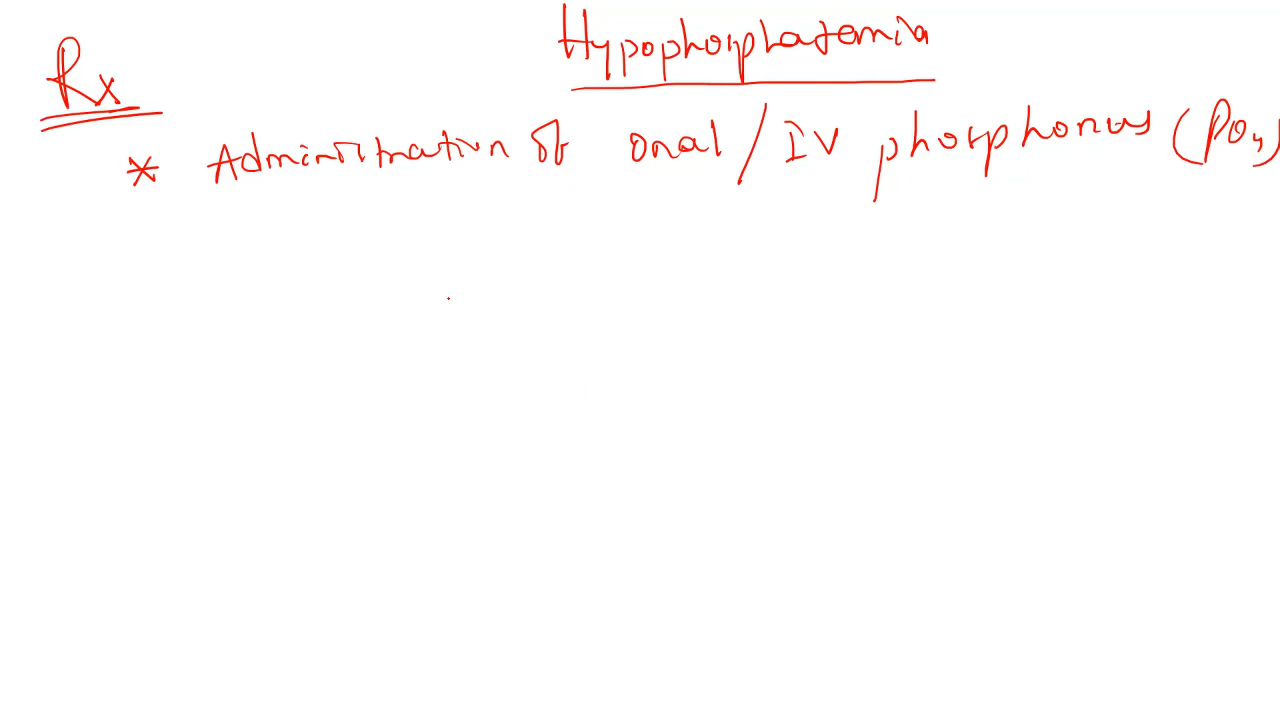 Hypophosphatemia
Rx
* Administration of oral / IV phosphorus (PO4)